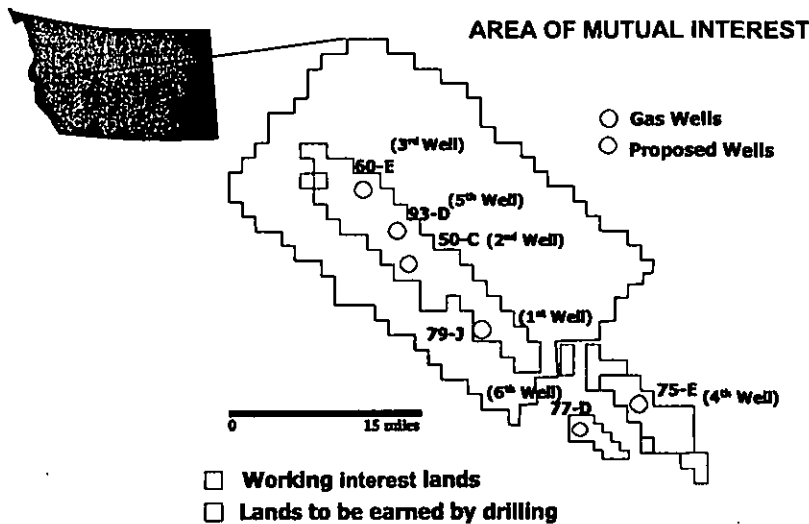 AREA OF MUTUAL INTEREST
Gas Wells
Proposed Wells
(3rd Well)
60-E
(5th Well)
93-D
50-C (2nd Well)
(1st Well)
79-J
(6th Well)
75-E
(4th Well)
77-D
0 15 miles
Working interest lands
Lands to be earned by drilling